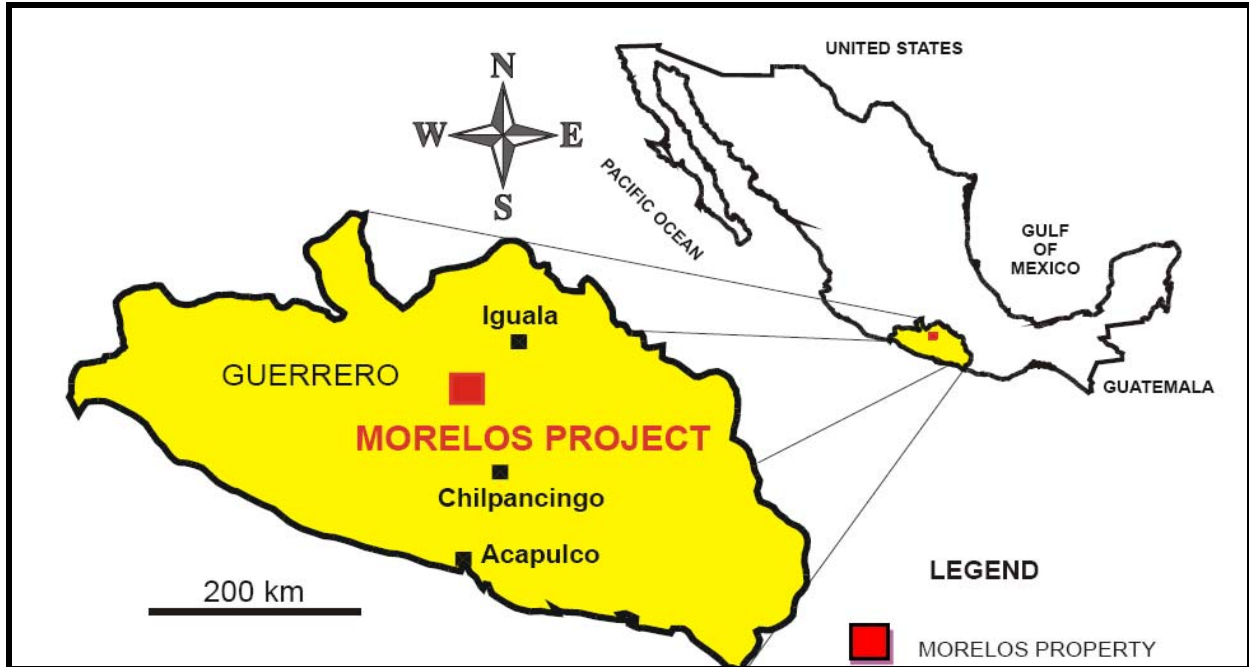 UNITED STATES
N
W E
S
PACIFIC OCEAN
GULF
OF
MEXICO
Iguala
GUERRERO
GUATEMALA
MORELOS PROJECT
Chilpancingo
Acapulco
LEGEND
200 km
MORELOS PROPERTY